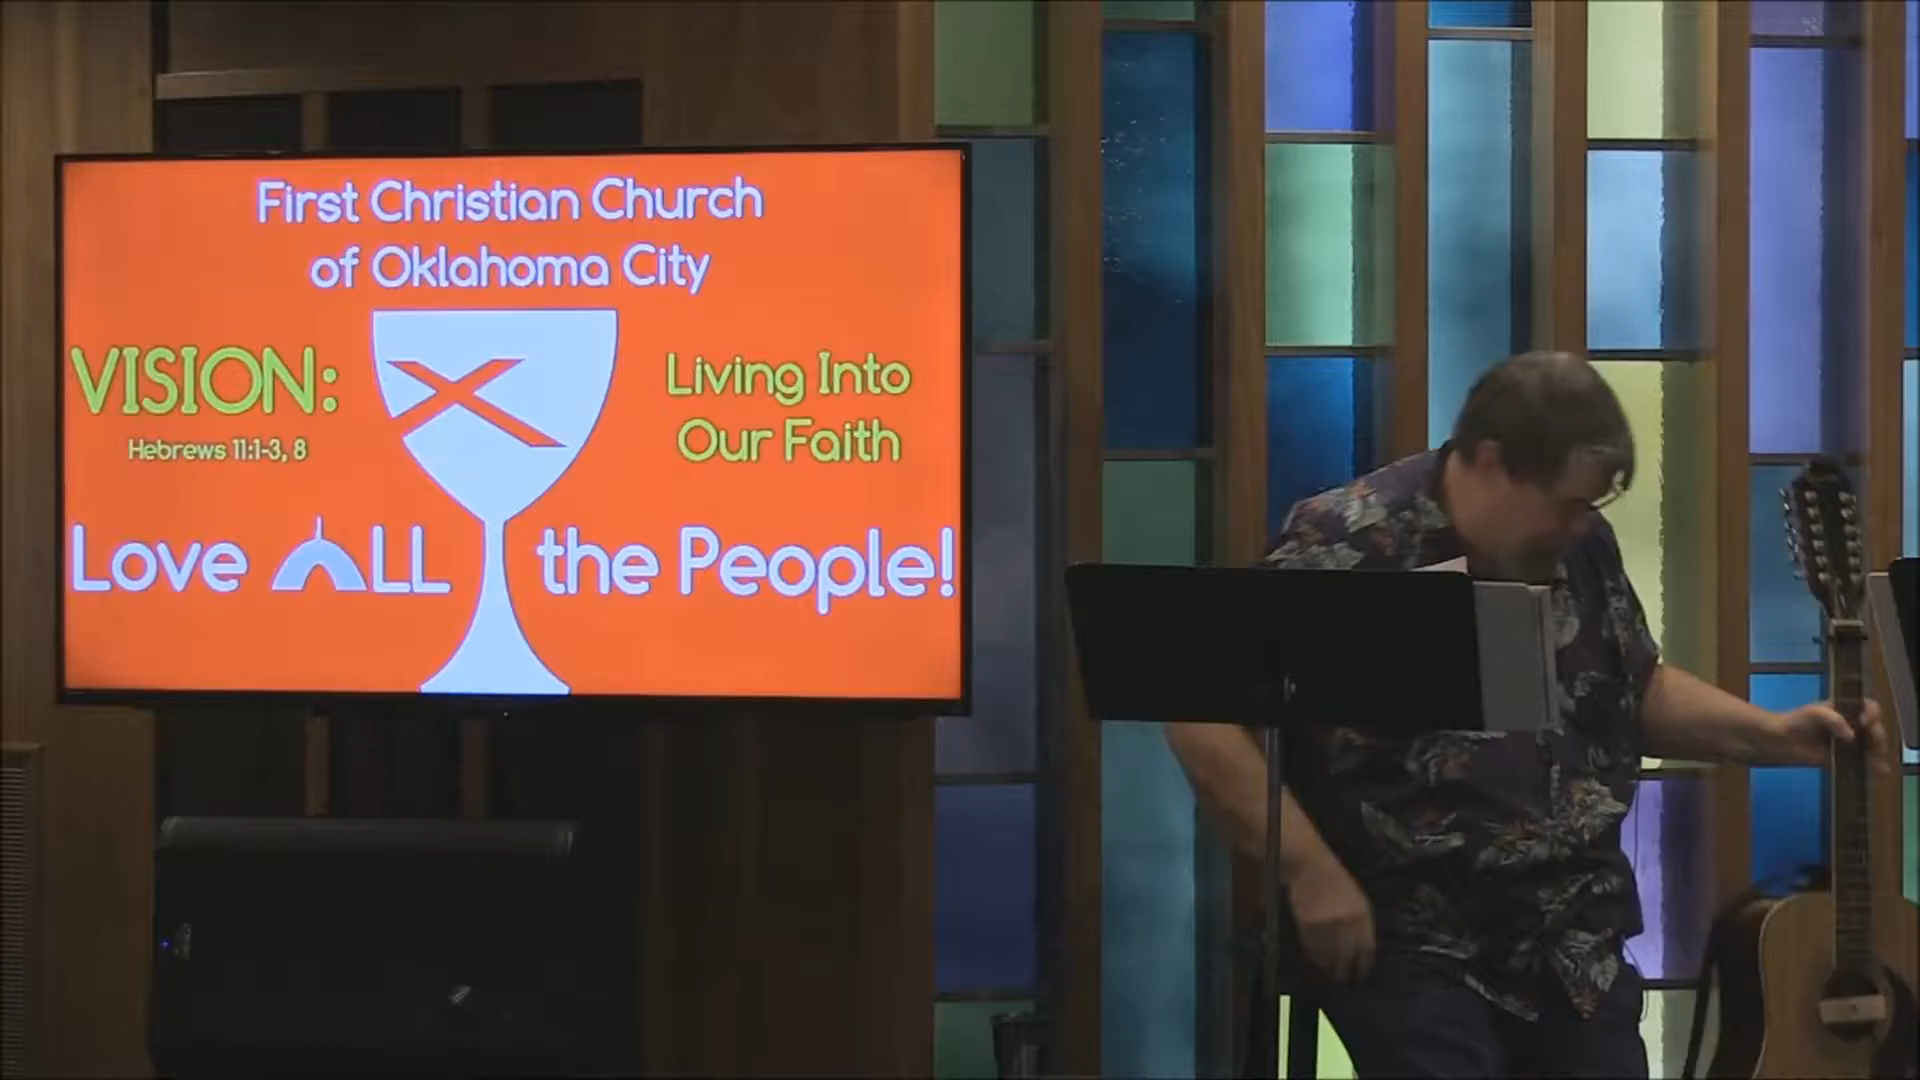 First Christian Church
of Oklahoma City
VISION:
Hebrews 11:1-3, 8
Living Into
Our Faith
Love ALL the People!